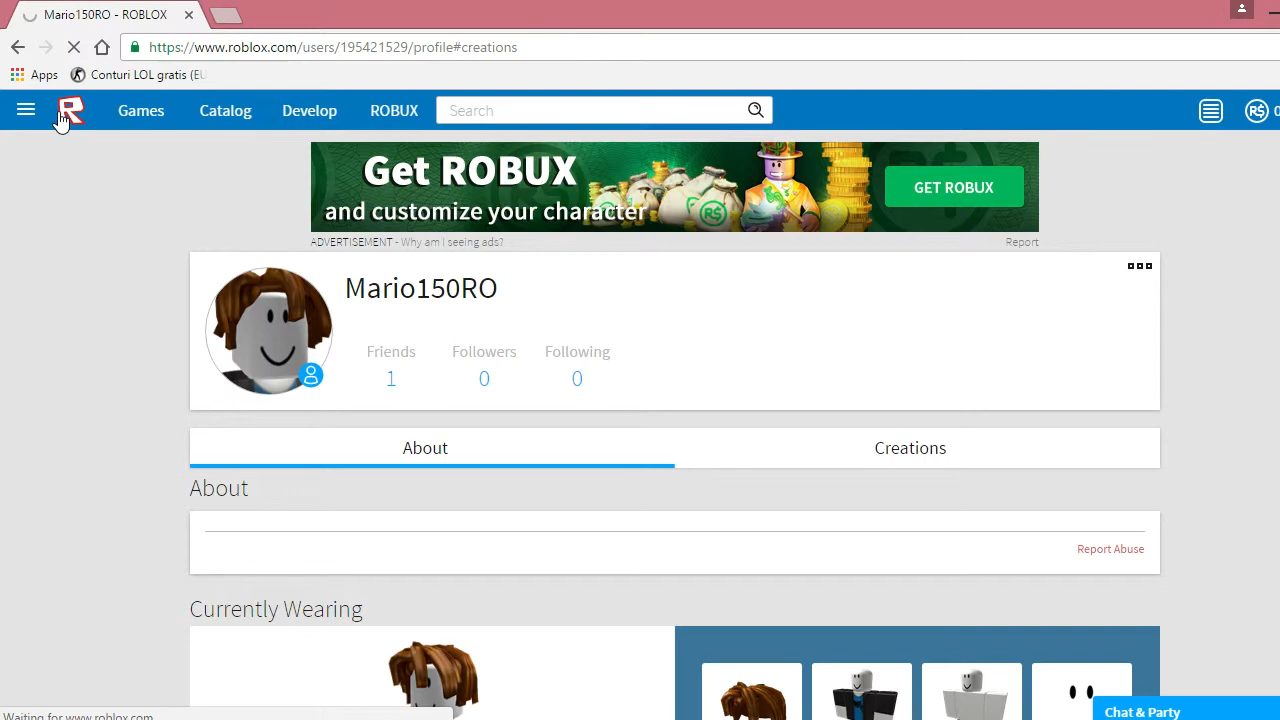 Mario150RO - ROBLOX
https://www.roblox.com/users/195421529/profile#creations
Apps
Conturi LOL gratis (EU
Games
Catalog
Develop
ROBUX
Search
R$
0
Get ROBUX
and customize your character
GET ROBUX
ADVERTISEMENT - Why am I seeing ads?
Report
Mario150RO
Friends
Followers
Following
1
0
0
About
Creations
About
Report Abuse
Currently Wearing
Waiting for www.roblox.com
Chat & Party